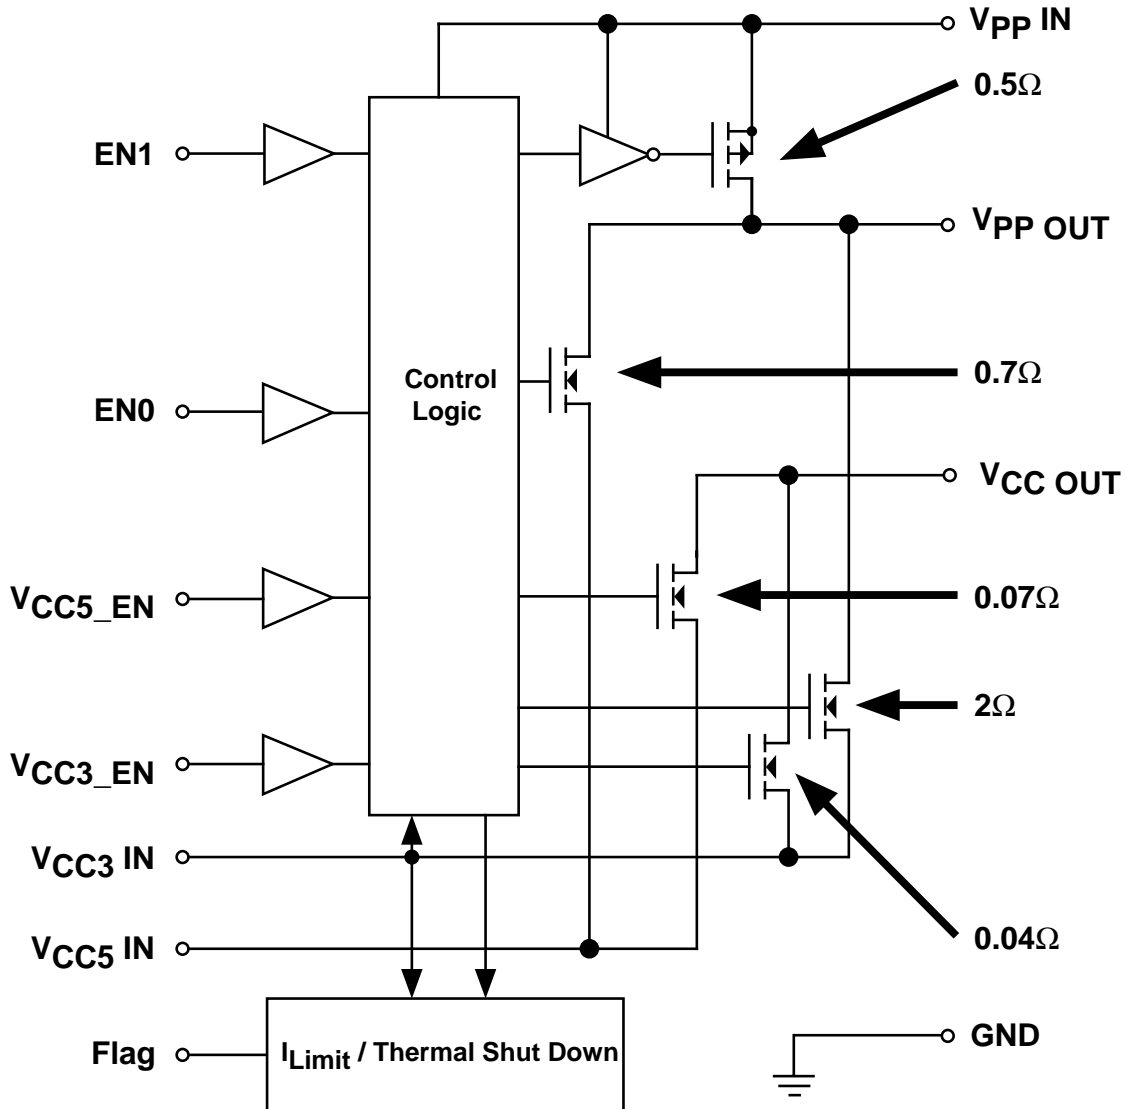 VPP IN
0.5Ω
EN1
VPP OUT
Control
Logic
0.7Ω
EN0
VCC OUT
VCC5_EN
0.07Ω
2Ω
VCC3_EN
VCC3 IN
VCC5 IN
0.04Ω
Flag
ILimit / Thermal Shut Down
GND